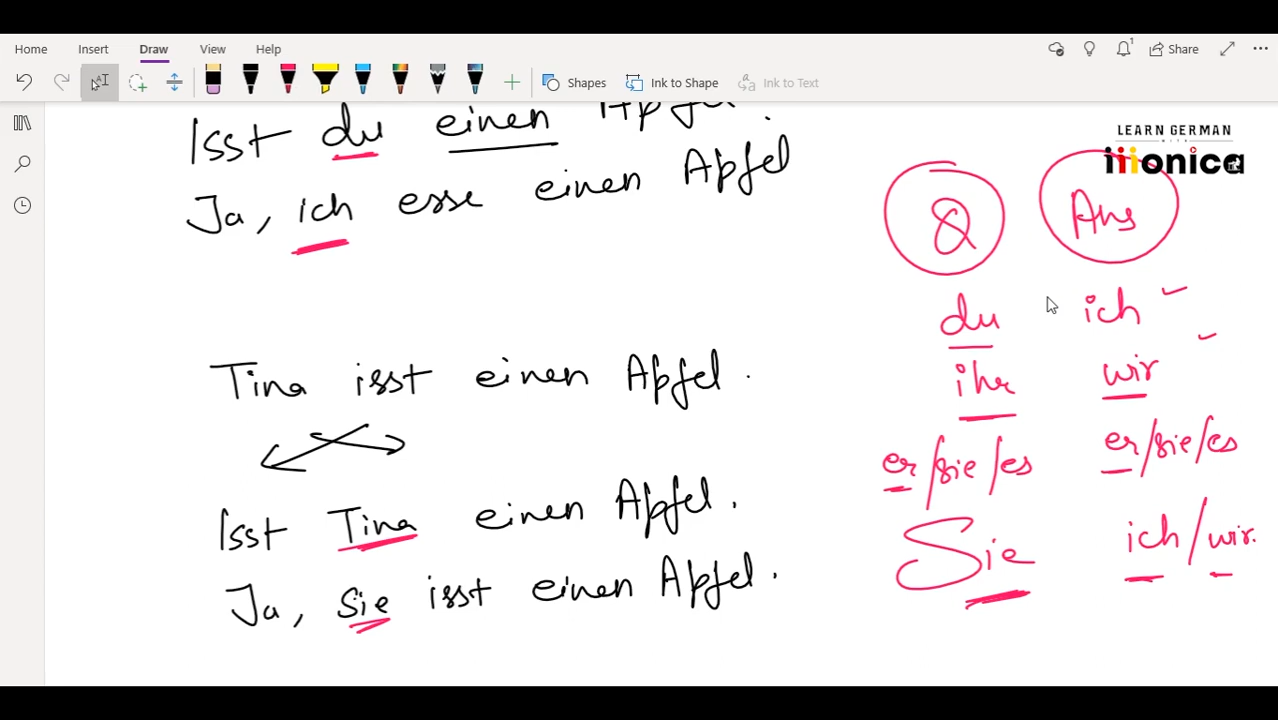 Home Insert Draw View Help
1
Share
Shapes Ink to Shape Ink to Text
LEARN GERMAN
monica
Isst du einen Apfel.
Ja, ich esse einen Apfel
Tina isst einen Apfel.
Isst Tina einen Apfel.
Ja, Sie isst einen Apfel.
Q Ans
du ich
ihr wir
er/sie/es er/sie/es
Sie ich/wir.